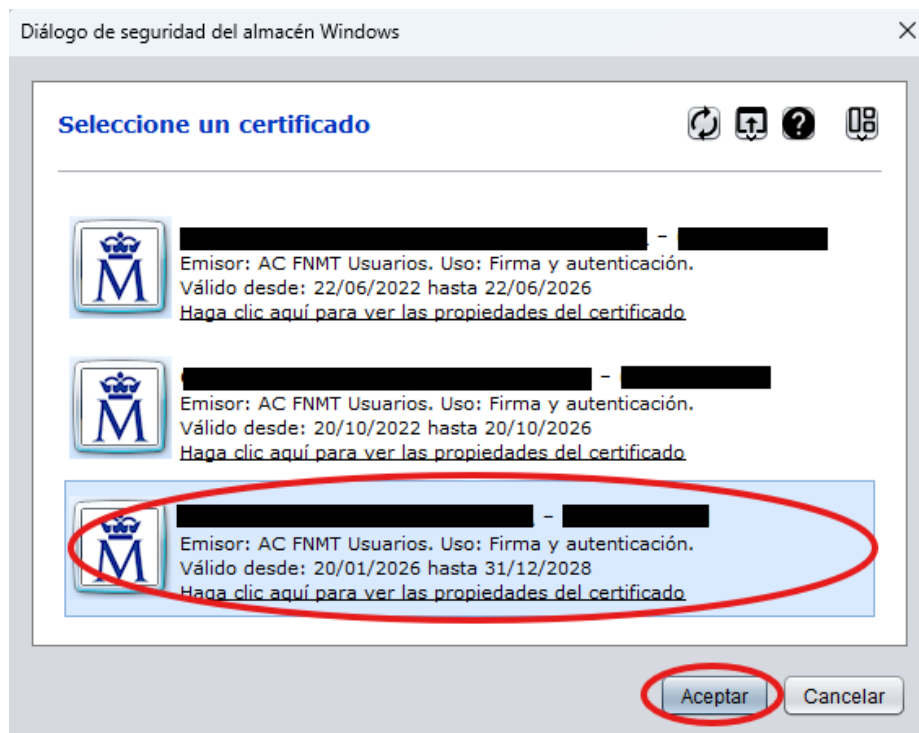 Diálogo de seguridad del almacén Windows
Seleccione un certificado
-
Emisor: AC FNMT Usuarios. Uso: Firma y autenticación.
Válido desde: 22/06/2022 hasta 22/06/2026
Haga clic aquí para ver las propiedades del certificado
-
Emisor: AC FNMT Usuarios. Uso: Firma y autenticación.
Válido desde: 20/10/2022 hasta 20/10/2026
Haga clic aquí para ver las propiedades del certificado
-
Emisor: AC FNMT Usuarios. Uso: Firma y autenticación.
Válido desde: 20/01/2026 hasta 31/12/2028
Haga clic aquí para ver las propiedades del certificado
Aceptar Cancelar